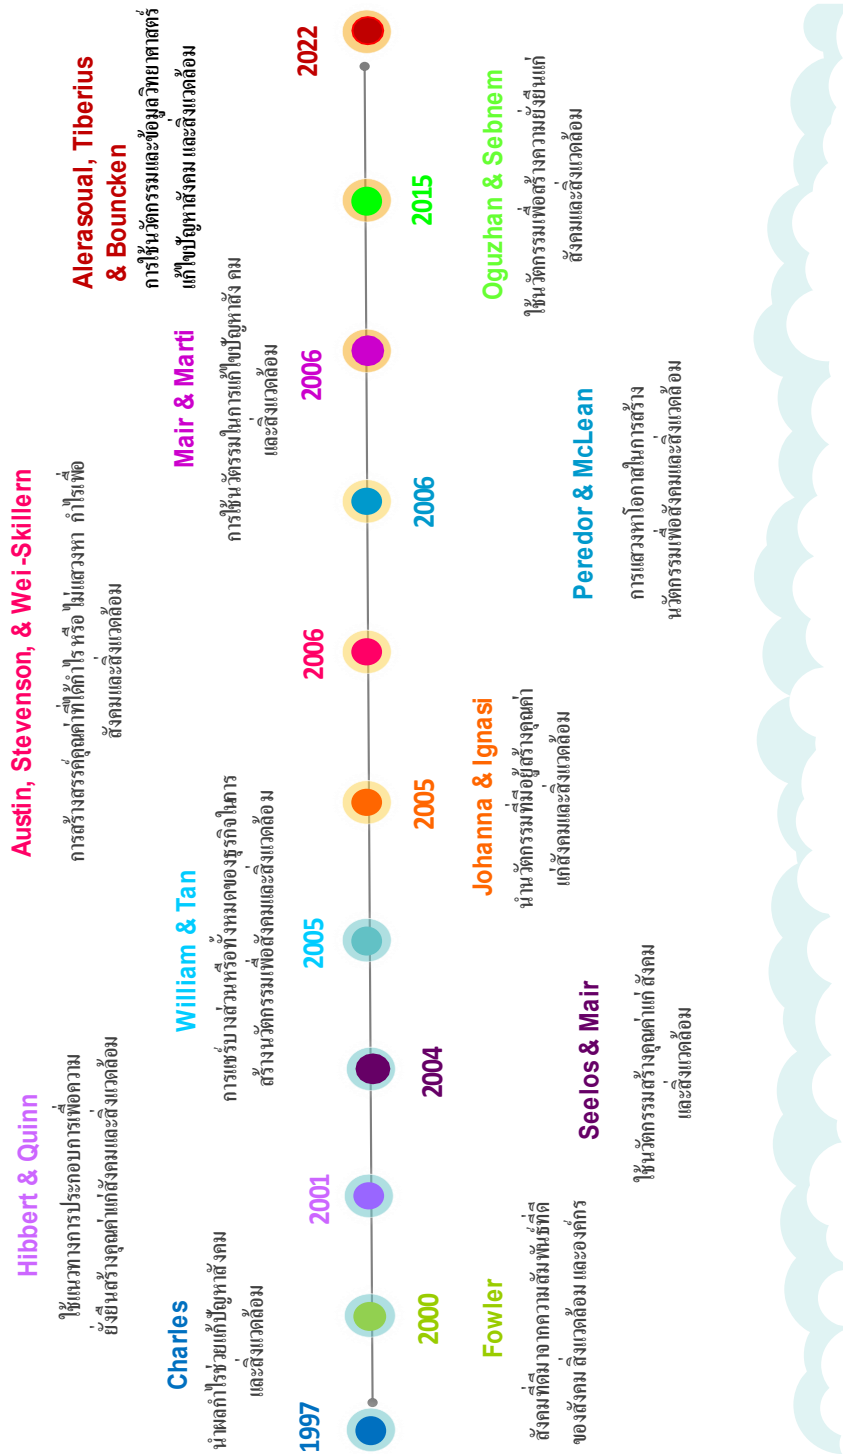 1997
Charles
นำผลกำไรช่วยแก้ปัญหาสังคม
และสิ่งแวดล้อม
2000
Fowler
สังคมที่ดีมาจากความสัมพันธ์ที่ดี
ของสังคม สิ่งแวดล้อม และองค์กร
2001
Hibbert & Quinn
ใช้แนวทางการประกอบการเพื่อความ
ยั่งยืนสร้างคุณค่าแก่สังคมและสิ่งแวดล้อม
2004
Seelos & Mair
ใช้นวัตกรรมสร้างคุณค่าแก่ สังคม
และสิ่งแวดล้อม
2005
William & Tan
การแชร์บางส่วนหรือทั้งหมดของธุรกิจในการ
สร้างนวัตกรรมเพื่อสังคมและสิ่งแวดล้อม
2005
Johanna & Ignasi
นำนวัตกรรมที่มีอยู่สร้างคุณค่า
แก่สังคมและสิ่งแวดล้อม
2006
Austin, Stevenson, & Wei-Skillern
การสร้างสรรค์คุณค่าที่ได้กำไร หรือ ไม่แสวงหา กำไรเพื่อ
สังคมและสิ่งแวดล้อม
2006
Peredor & McLean
การแสวงหาโอกาสในการสร้าง
นวัตกรรมเพื่อสังคมและสิ่งแวดล้อม
2006
Mair & Marti
การใช้นวัตรรมในการแก้ไขปัญหาสัง คม
และสิ่งแวดล้อม
2015
Oguzhan & Sebnem
ใช้นวัตกรรมเพื่อสร้างความยั่งยืนแก่
สังคมและสิ่งแวดล้อม
2022
Alerasoual, Tiberius
& Bouncken
การใช้นวัตกรรมและข้อมูลวิทยาศาสตร์
แก้ไขปัญหาสังคม และสิ่งแวดล้อม